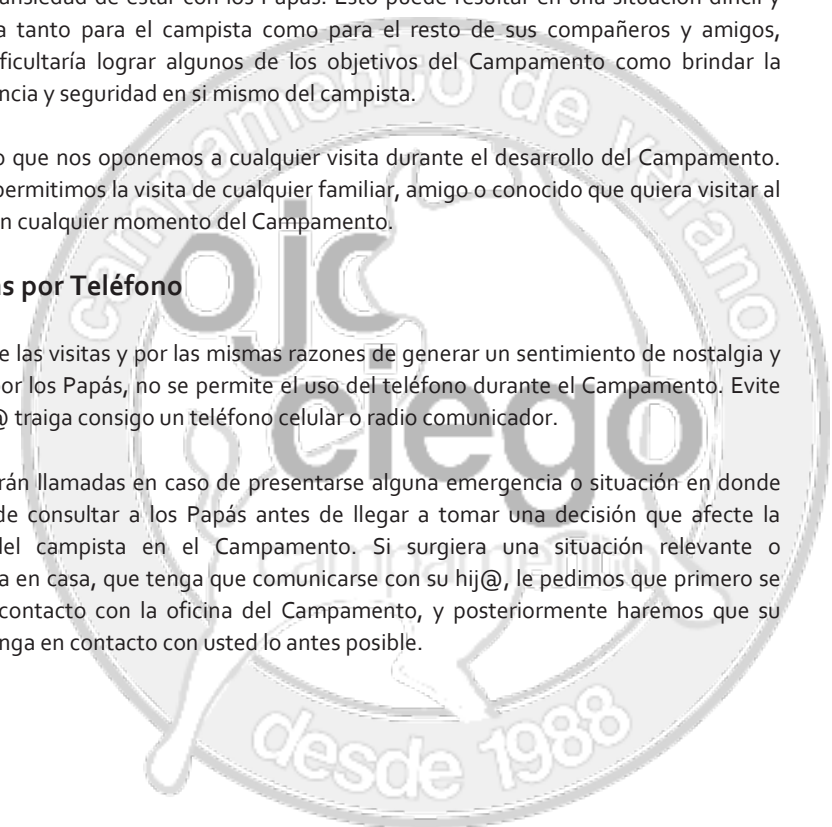 ansiedad de estar con los Papás. Esto puede resultar en una situación difícil y
a tanto para el campista como para el resto de sus compañeros y amigos,
ficultaría lograr algunos de los objetivos del Campamento como brindar la
ncia y seguridad en si mismo del campista.
o que nos oponemos a cualquier visita durante el desarrollo del Campamento.
permitimos la visita de cualquier familiar, amigo o conocido que quiera visitar al
n cualquier momento del Campamento.
s por Teléfono
e las visitas y por las mismas razones de generar un sentimiento de nostalgia y
or los Papás, no se permite el uso del teléfono durante el Campamento. Evite
@ traiga consigo un teléfono celular o radio comunicador.
rán llamadas en caso de presentarse alguna emergencia o situación en donde
de consultar a los Papás antes de llegar a tomar una decisión que afecte la
del campista en el Campamento. Si surgiera una situación relevante o
a en casa, que tenga que comunicarse con su hij@, le pedimos que primero se
contacto con la oficina del Campamento, y posteriormente haremos que su
nga en contacto con usted lo antes posible.
campamento de verano
ojo
ciego
campamento
desde 1988